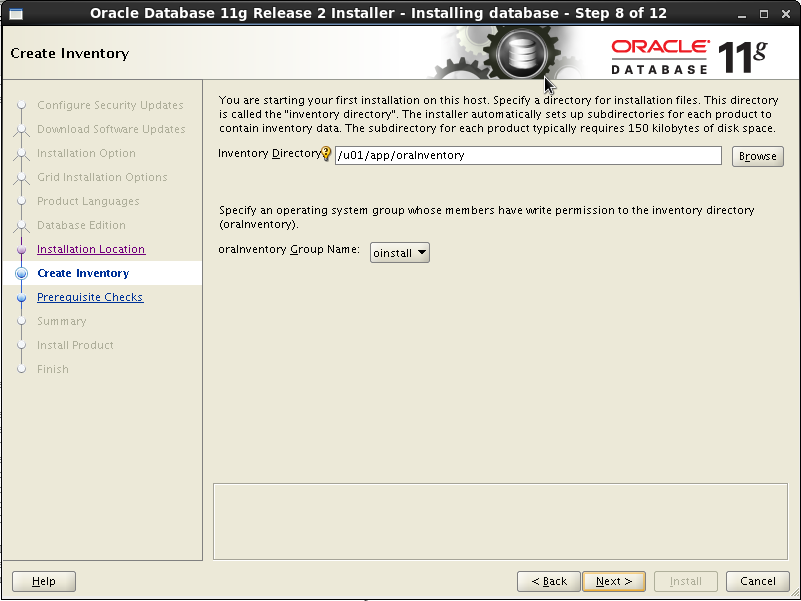 Oracle Database 11g Release 2 Installer - Installing database - Step 8 of 12
Create Inventory
ORACLE
DATABASE
11g
Configure Security Updates
Download Software Updates
Installation Option
Grid Installation Options
Product Languages
Database Edition
Installation Location
Create Inventory
Prerequisite Checks
Summary
Install Product
Finish
You are starting your first installation on this host. Specify a directory for installation files. This directory
is called the "inventory directory". The installer automatically sets up subdirectories for each product to
contain inventory data. The subdirectory for each product typically requires 150 kilobytes of disk space.
Inventory Directory
/u01/app/oraInventory
Browse
Specify an operating system group whose members have write permission to the inventory directory
(oraInventory).
oraInventory Group Name: oinstall
Help
< Back
Next >
Install
Cancel